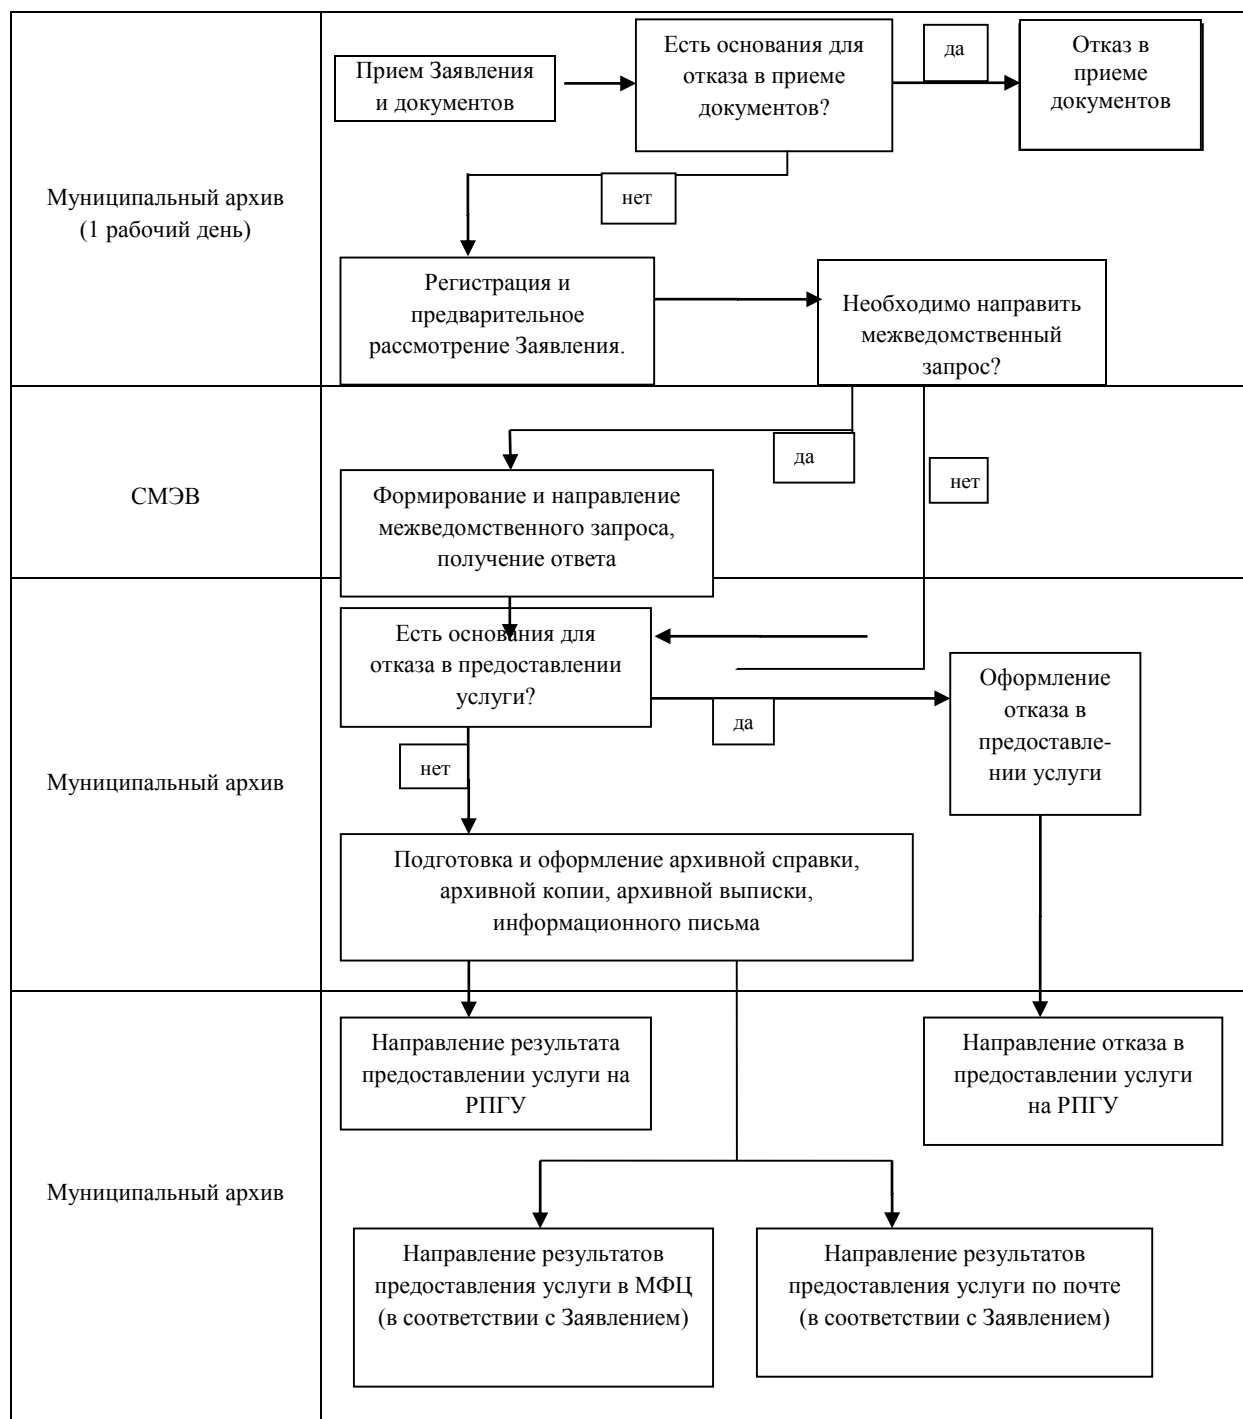 Муниципальный архив
(1 рабочий день)
Прием Заявления
и документов
Есть основания для
отказа в приеме
документов?
да
Отказ в
приеме
документов
нет
Регистрация и
предварительное
рассмотрение Заявления.
Необходимо направить
межведомственный
запрос?
СМЭВ
да
нет
Формирование и направление
межведомственного запроса,
получение ответа
Муниципальный архив
Есть основания для
отказа в предоставлении
услуги?
да
Оформление
отказа в
предоставле-
нии услуги
нет
Подготовка и оформление архивной справки,
архивной копии, архивной выписки,
информационного письма
Муниципальный архив
Направление результата
предоставлении услуги на
РПГУ
Направление отказа в
предоставлении услуги
на РПГУ
Направление результатов
предоставления услуги в МФЦ
(в соответствии с Заявлением)
Направление результатов
предоставления услуги по почте
(в соответствии с Заявлением)